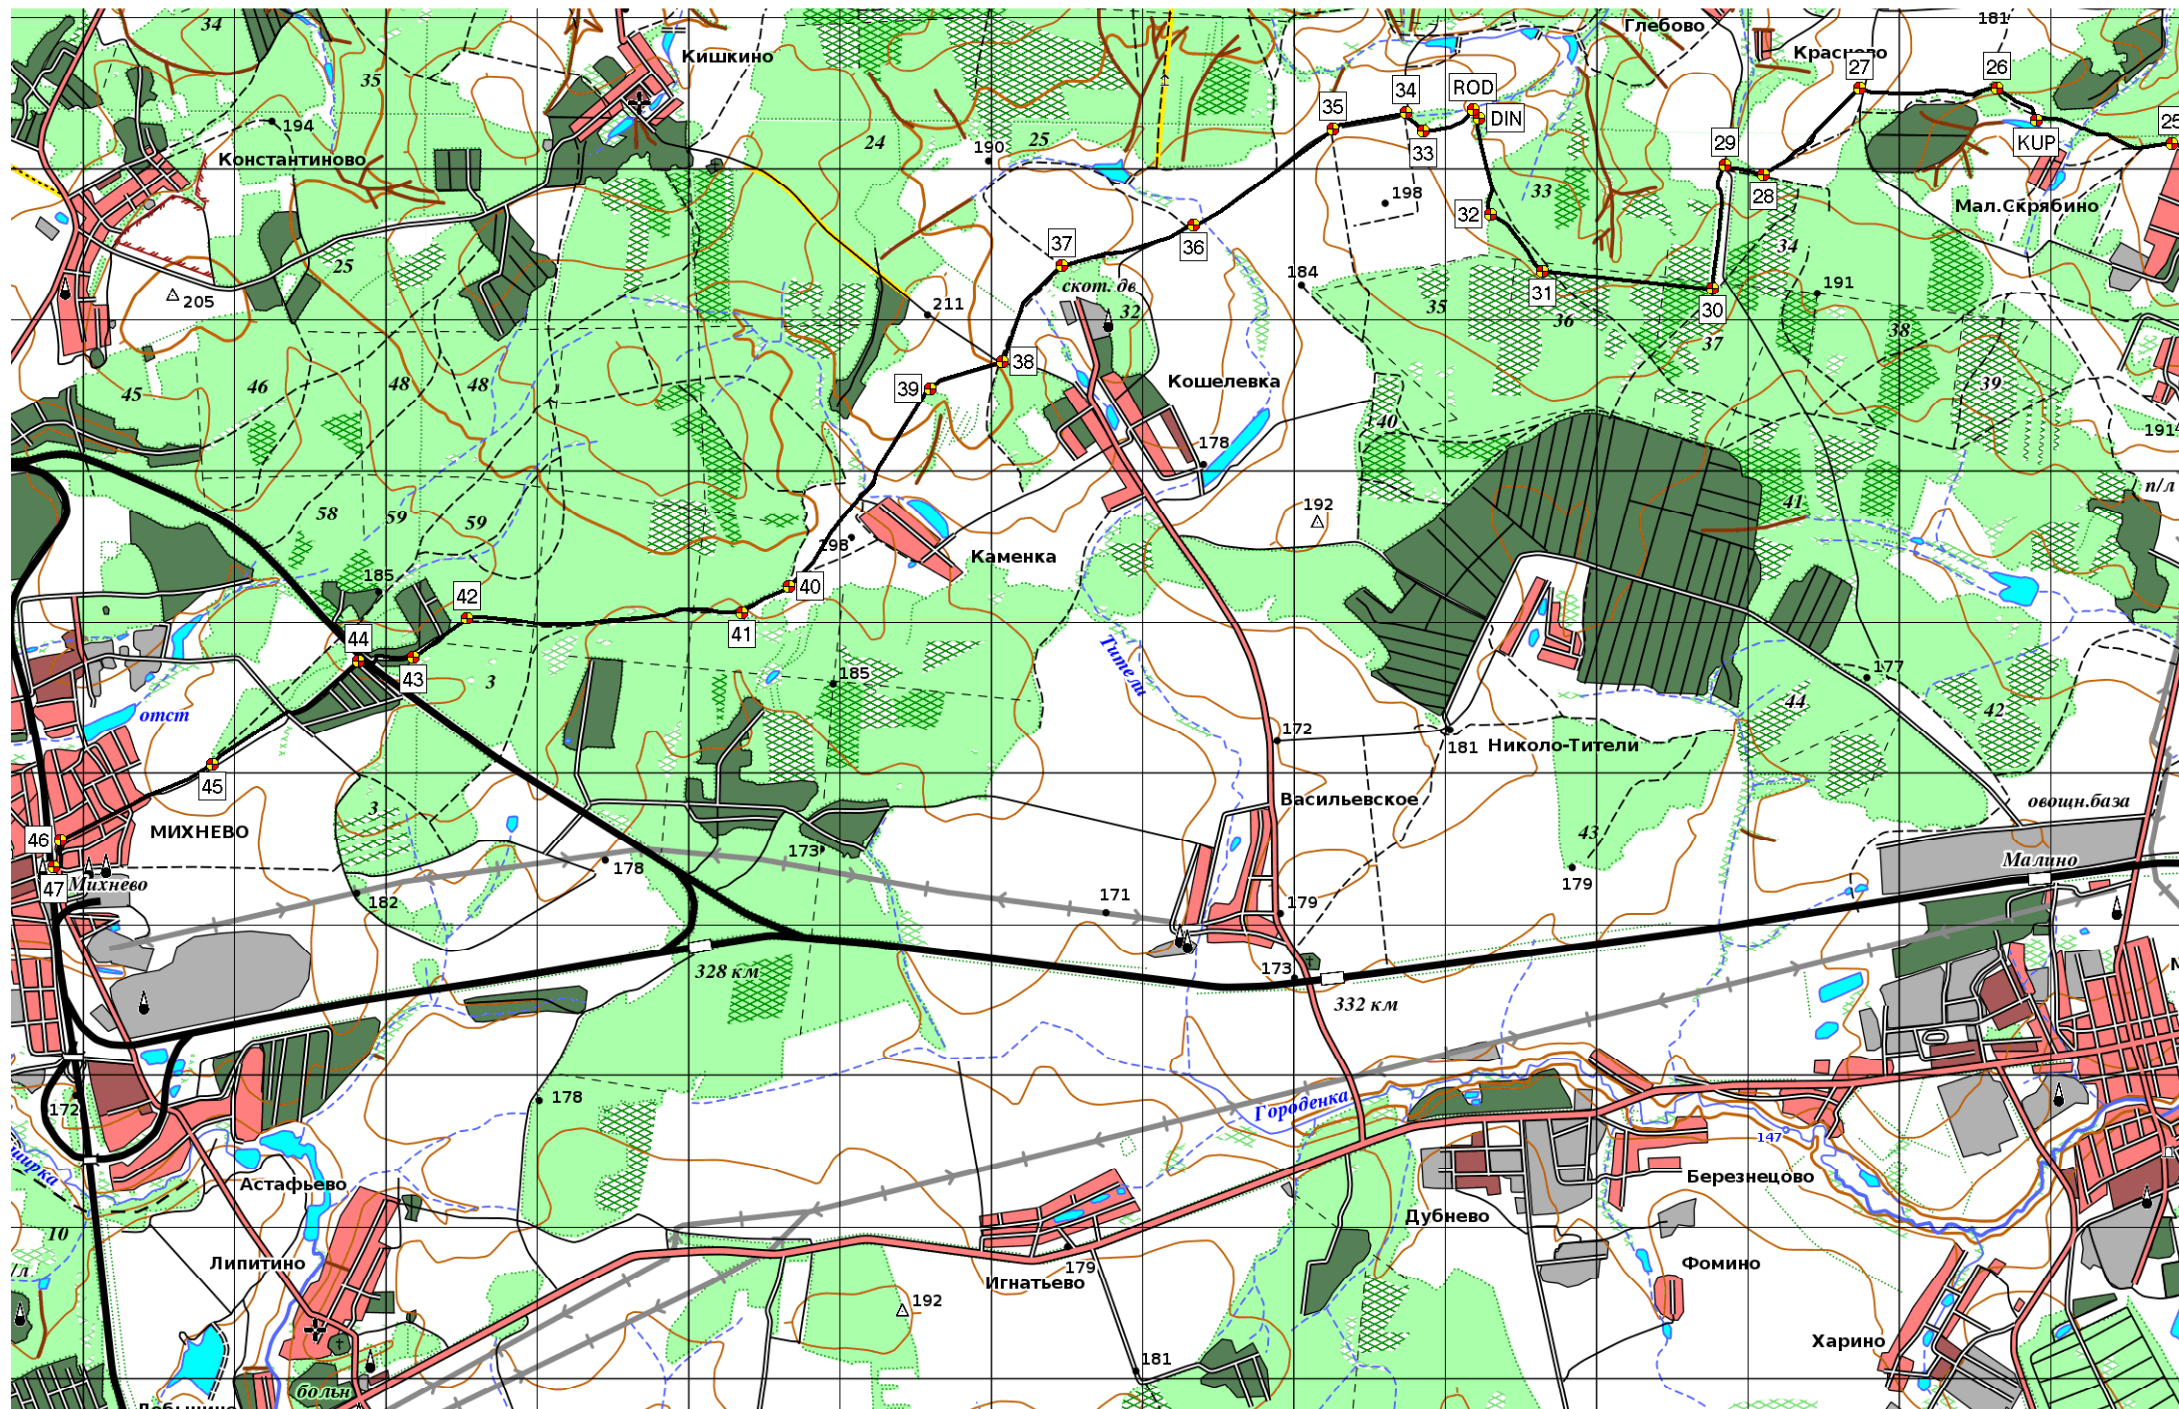 34
Кишкино
Глебово
181
35
Красново
27
26
194
24
190
25
35
34
ROD
DIN
33
29
KUP
25
Константиново
198
33
28
Мал.Скрябино
32
37
36
34
25
205
скот. дв
184
32
35
31
36
30
191
38
37
211
38
39
Кошелевка
39
45
46
48
48
40
178
1914
58
59
59
192
41
п/л
198
Каменка
185
42
40
44
41
43
3
185
Тители
177
отст
172
181
Николо-Тители
44
42
45
3
Васильевское
овощн.база
46
МИХНЕВО
43
47
Михнево
178
173
Малино
179
182
171
179
328 км
173
332 км
172
178
Городенка
147
Астафьево
Березнецово
10
Дубнево
Липитино
п/л
179
Игнатьево
Фомино
192
Харино
181
больн